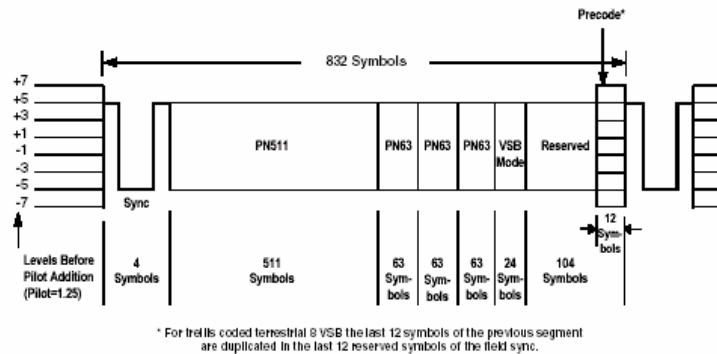 Precode*
832 Symbols
+7
+5
+3
+1
-1
-3
-5
-7
PN511
PN63
PN63
PN63
VSB
Mode
Reserved
Sync
Levels Before
Pilot Addition
(Pilot=1.25)
4
Symbols
511
Symbols
63
Sym-
bols
63
Sym-
bols
63
Sym-
bols
24
Sym-
bols
104
Symbols
12
Sym-
bols
* For trellis coded terrestrial 8 VSB the last 12 symbols of the previous segment
are duplicated in the last 12 reserved symbols of the field sync.